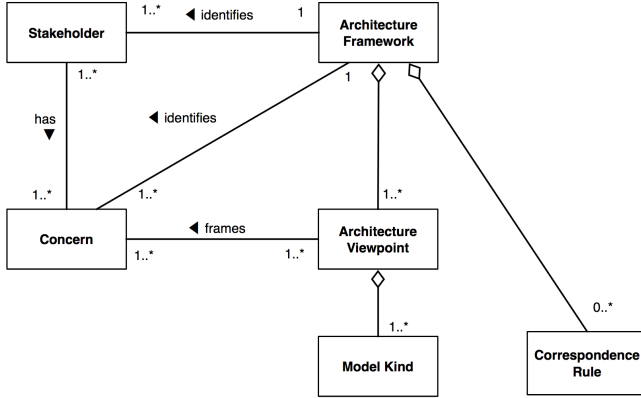 Stakeholder
1..*
◀ identifies
1
Architecture
Framework
1..*
1
has
▼
◀ identifies
1..*
1..*
1..*
Concern
◀ frames
1..*
1..*
Architecture
Viewpoint
1..*
0..*
Model Kind
Correspondence
Rule